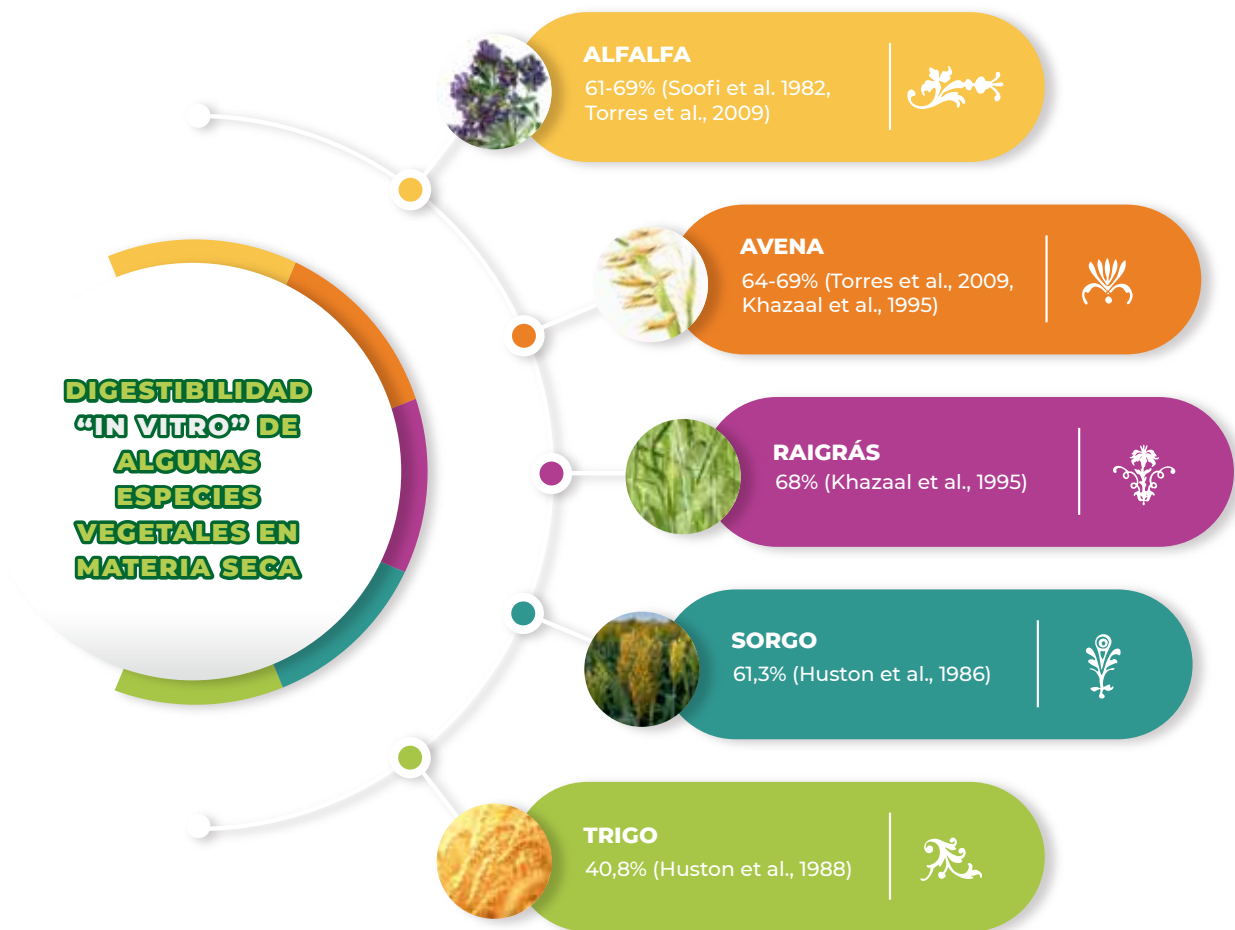 DIGESTIBILIDAD
“IN VITRO” DE
ALGUNAS
ESPECIES
VEGETALES EN
MATERIA SECA
ALFALFA
61-69% (Soofi et al. 1982,
Torres et al., 2009)
AVENA
64-69% (Torres et al., 2009,
Khazaal et al., 1995)
RAIGRÁS
68% (Khazaal et al., 1995)
SORGO
61,3% (Huston et al., 1986)
TRIGO
40,8% (Huston et al., 1988)